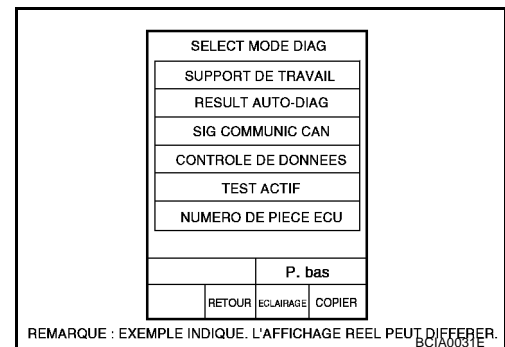 SELECT MODE DIAG
SUPPORT DE TRAVAIL
RESULT AUTO-DIAG
SIG COMMUNIC CAN
CONTROLE DE DONNEES
TEST ACTIF
NUMERO DE PIECE ECU
P. bas
RETOUR ECLAIRAGE COPIER
REMARQUE : EXEMPLE INDIQUE. L'AFFICHAGE REEL PEUT DIFFERER.
BCIA0031E